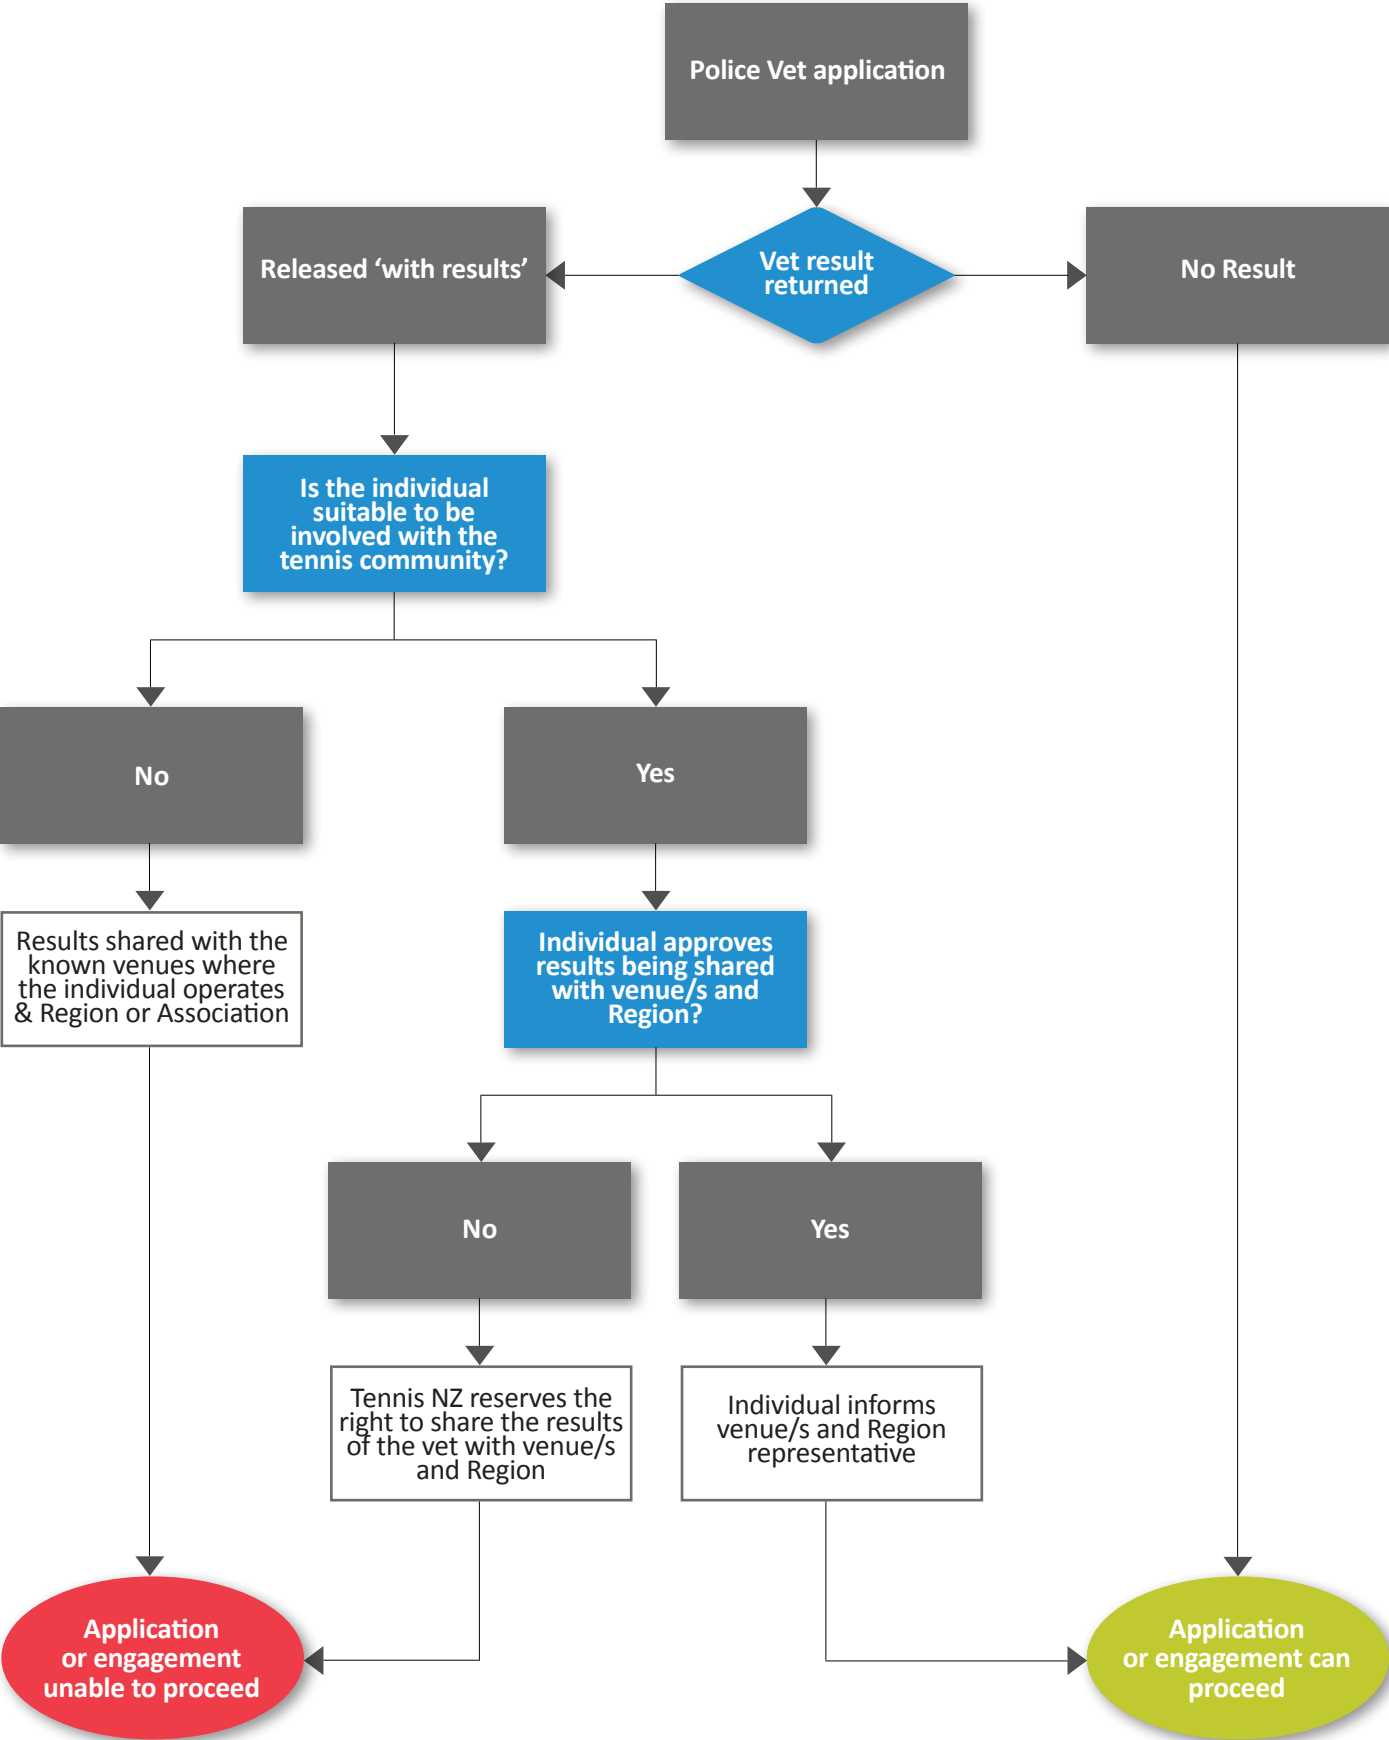 Police Vet application
Released ‘with results’
Vet result
returned
No Result
Is the individual
suitable to be
involved with the
tennis community?
No
Yes
Results shared with the
known venues where
the individual operates
& Region or Association
Individual approves
results being shared
with venue/s and
Region?
No
Yes
Tennis NZ reserves the
right to share the results
of the vet with venue/s
and Region
Individual informs
venue/s and Region
representative
Application
or engagement
unable to proceed
Application
or engagement can
proceed